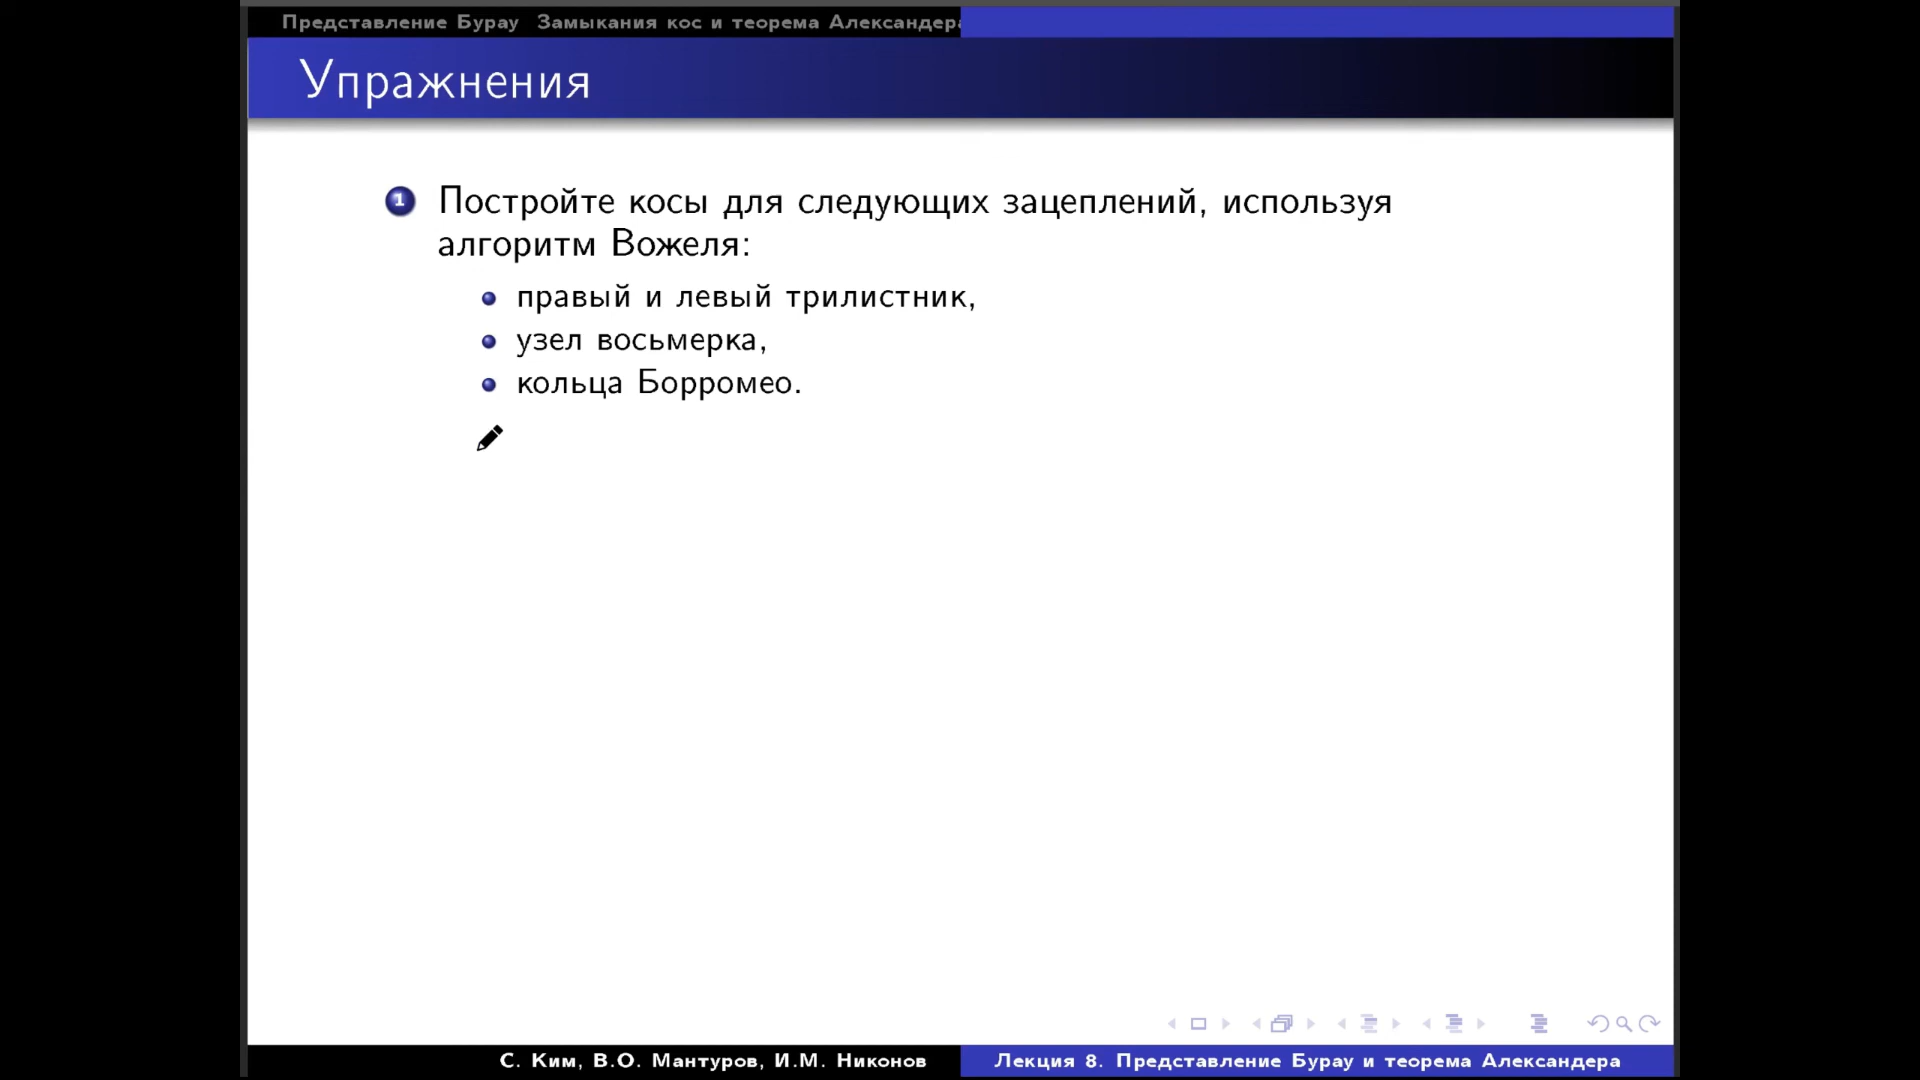 Представление Бурау Замыкания кос и теорема Александера
Упражнения
1 Постройте косы для следующих зацеплений, используя
алгоритм Вожеля:
правый и левый трилистник,
узел восьмерка,
кольца Борромео.
С. Ким, В.О. Мантуров, И.М. Никонов
Лекция 8. Представление Бурау и теорема Александера